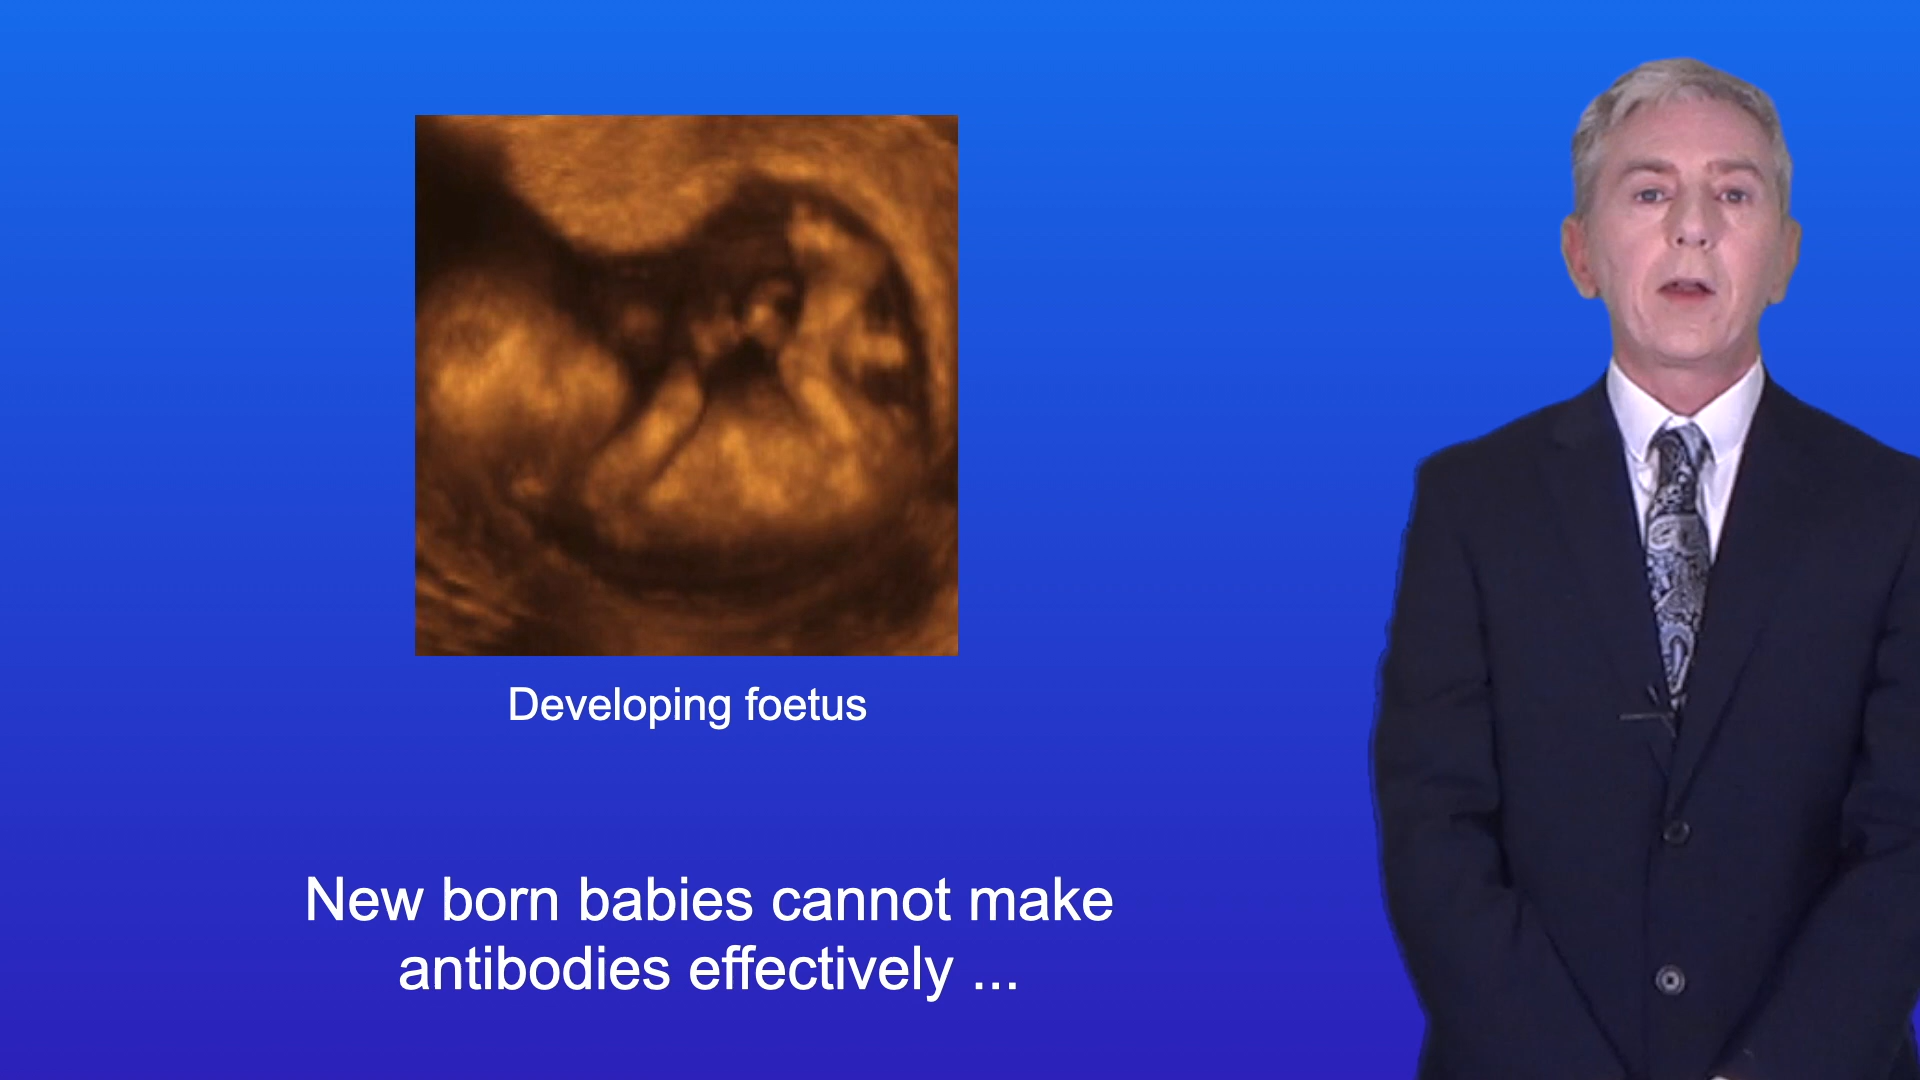 Developing foetus
New born babies cannot make
antibodies effectively ...